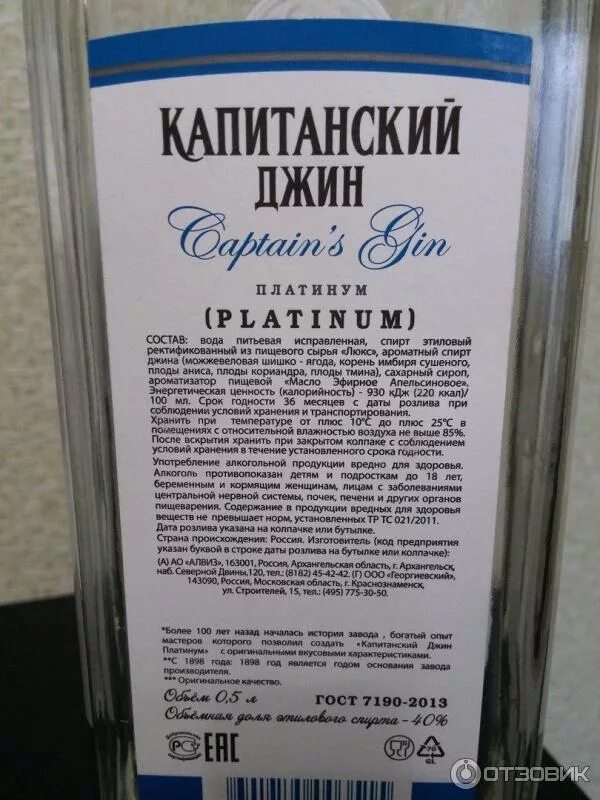 КАПИТАНСКИЙ
ДЖИН
Captain's Gin
ПЛАТИНУМ
(PLATINUM)
СОСТАВ: вода питьевая исправленная, спирт этиловый
ректификованный из пищевого сырья «Люкс», ароматный спирт
джина (можжевеловая шишко - ягода, корень имбиря сушеного,
плоды аниса, плоды кориандра, плоды тмина), сахарный сироп,
ароматизатор пищевой «Масло Эфирное Апельсиновое».
Энергетическая ценность (калорийность) - 930 кДж (220 ккал)/
100 мл. Срок годности 36 месяцев с даты розлива при
соблюдении условий хранения и транспортирования.
Хранить при температуре от плюс 10°С до плюс 25°С в
помещениях с относительной влажностью воздуха не выше 85%.
После вскрытия хранить при закрытом колпаке с соблюдением
условий хранения в течение установленного срока годности.
Употребление алкогольной продукции вредно для здоровья.
Алкоголь противопоказан детям и подросткам до 18 лет,
беременным и кормящим женщинам, лицам с заболеваниями
центральной нервной системы, почек, печени и других органов
пищеварения. Содержание в продукции вредных для здоровья
веществ не превышает норм, установленных ТР ТС 021/2011.
Дата розлива указана на колпачке или бутылке.
Страна происхождения: Россия. Изготовитель (код предприятия
указан буквой в строке даты розлива на бутылке или колпачке):
(А) АО «АЛВИЗ», 163001, Россия, Архангельская область, г. Архангельск,
наб. Северной Двины,120, тел.: (8182) 45-42-42. (Г) ООО «Георгиевский»,
143090, Россия, Московская область, г. Краснознаменск,
ул. Строителей, 15, тел.: (495) 775-30-50.
*Более 100 лет назад началась история завода , богатый опыт
мастеров которого позволил создать «Капитанский Джин
Платинум» с оригинальными вкусовыми характеристиками.
**С 1898 года: 1898 год является годом основания завода
производителя.
*** Оригинальное качество.
Объём 0,5 л ГОСТ 7190-2013
Объёмная доля этилового спирта - 40%
ЕАС
70
GL
ОТЗОВИК